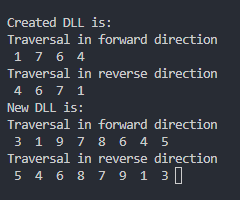 Created DLL is:
Traversal in forward direction
1 7 6 4
Traversal in reverse direction
4 6 7 1
New DLL is:
Traversal in forward direction
3 1 9 7 8 6 4 5
Traversal in reverse direction
5 4 6 8 7 9 1 3